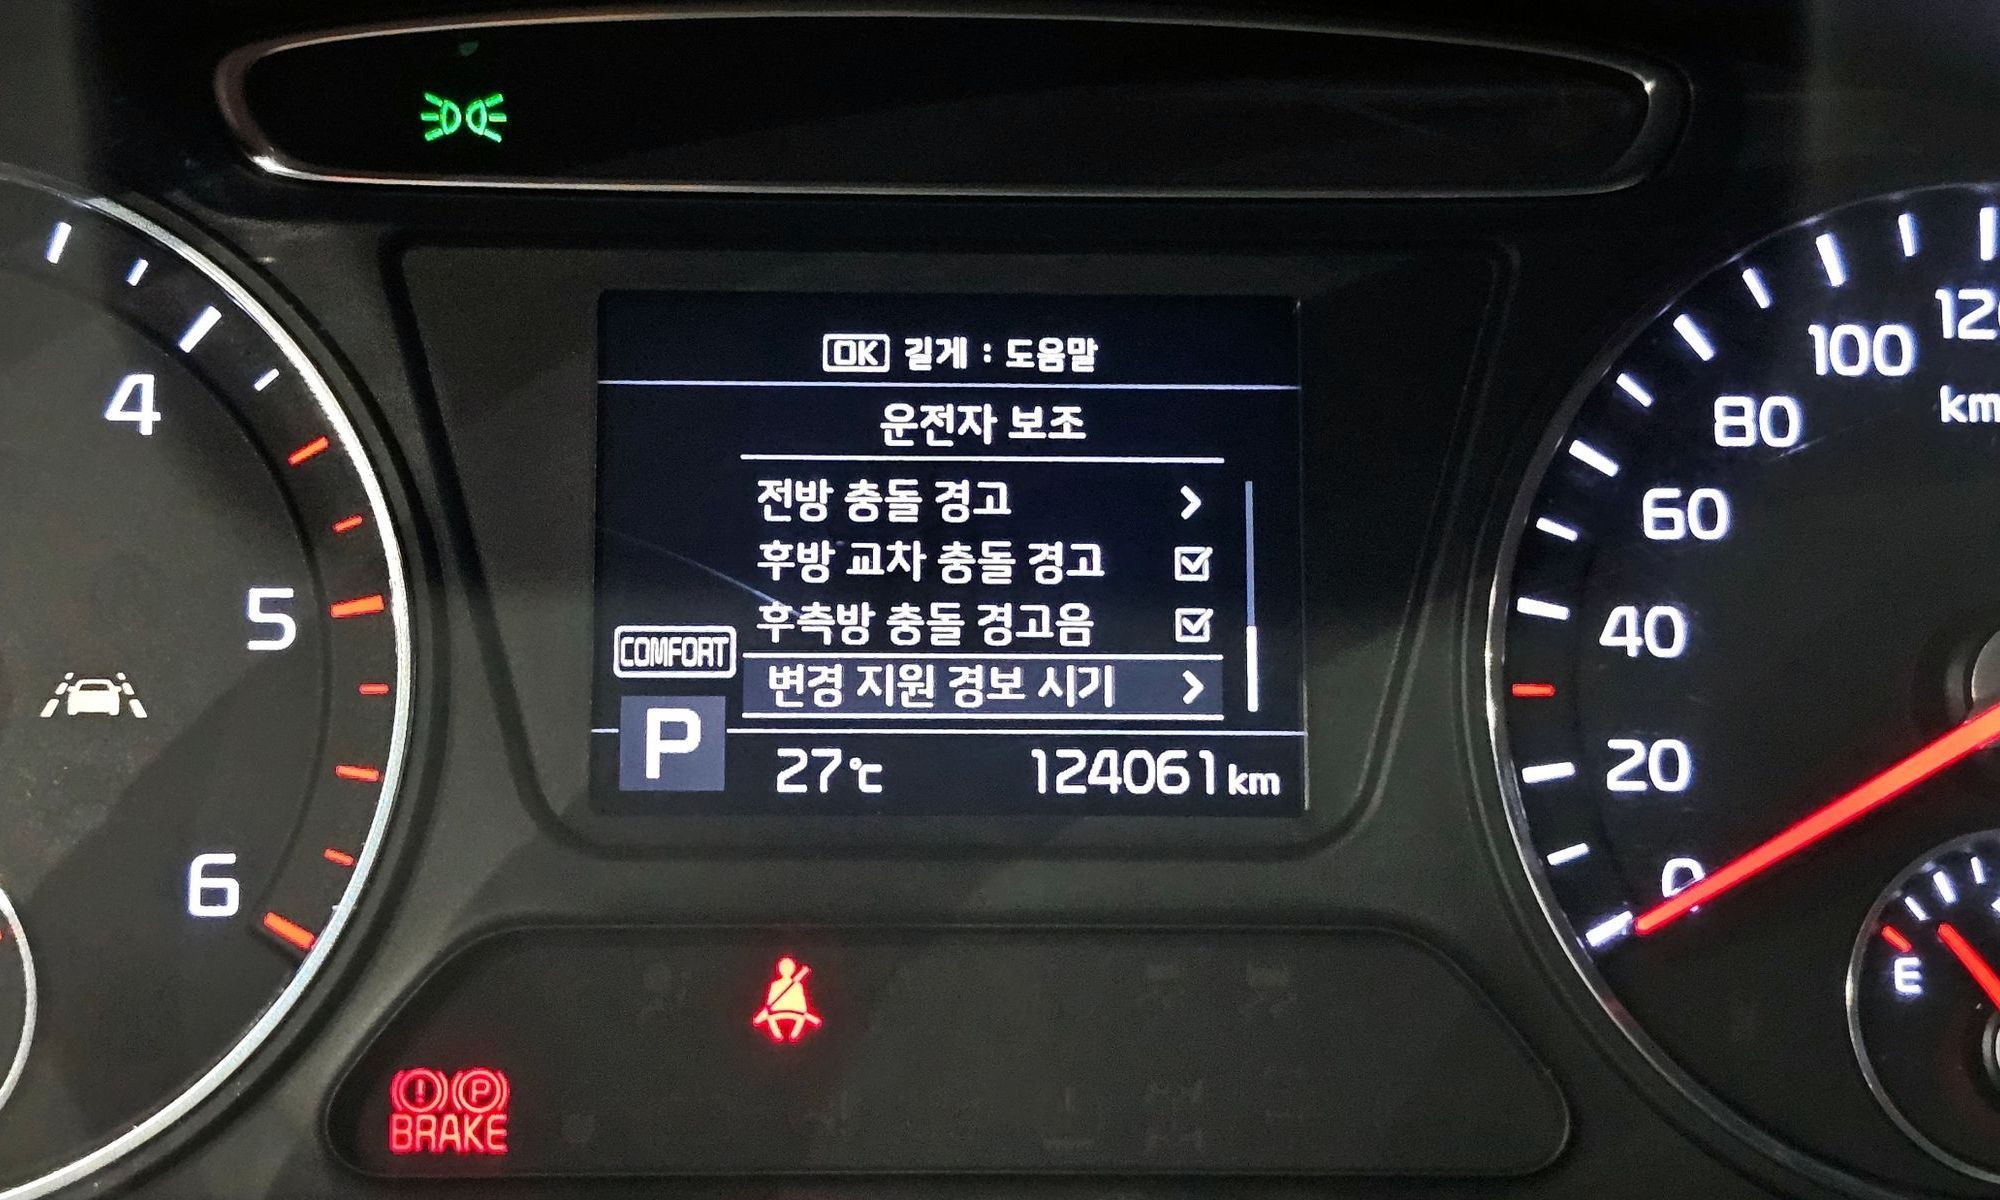 OK 길게 : 도움말
운전자 보조
전방 충돌 경고
후방 교차 충돌 경고
후측방 충돌 경고음
변경 지원 경보 시기
COMFORT
P
27℃
124061 km
4
5
6
120
100
km
80
60
40
20
0
E
BRAKE
P